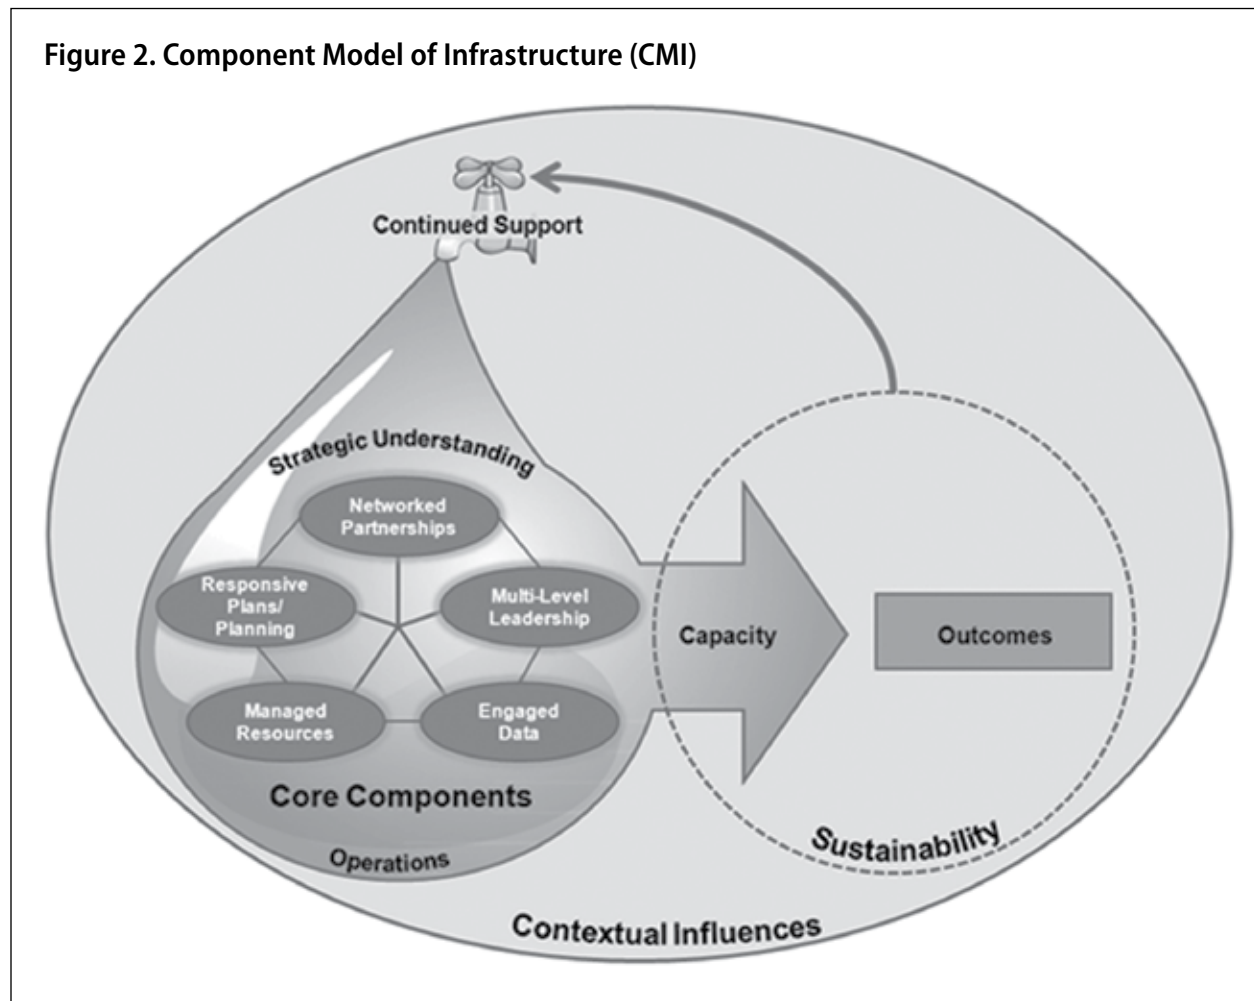 Figure 2. Component Model of Infrastructure (CMI)
Continued Support
Strategic Understanding
Networked
Partnerships
Responsive
Plans/
Planning
Multi-Level
Leadership
Managed
Resources
Engaged
Data
Core Components
Operations
Capacity
Outcomes
Sustainability
Contextual Influences